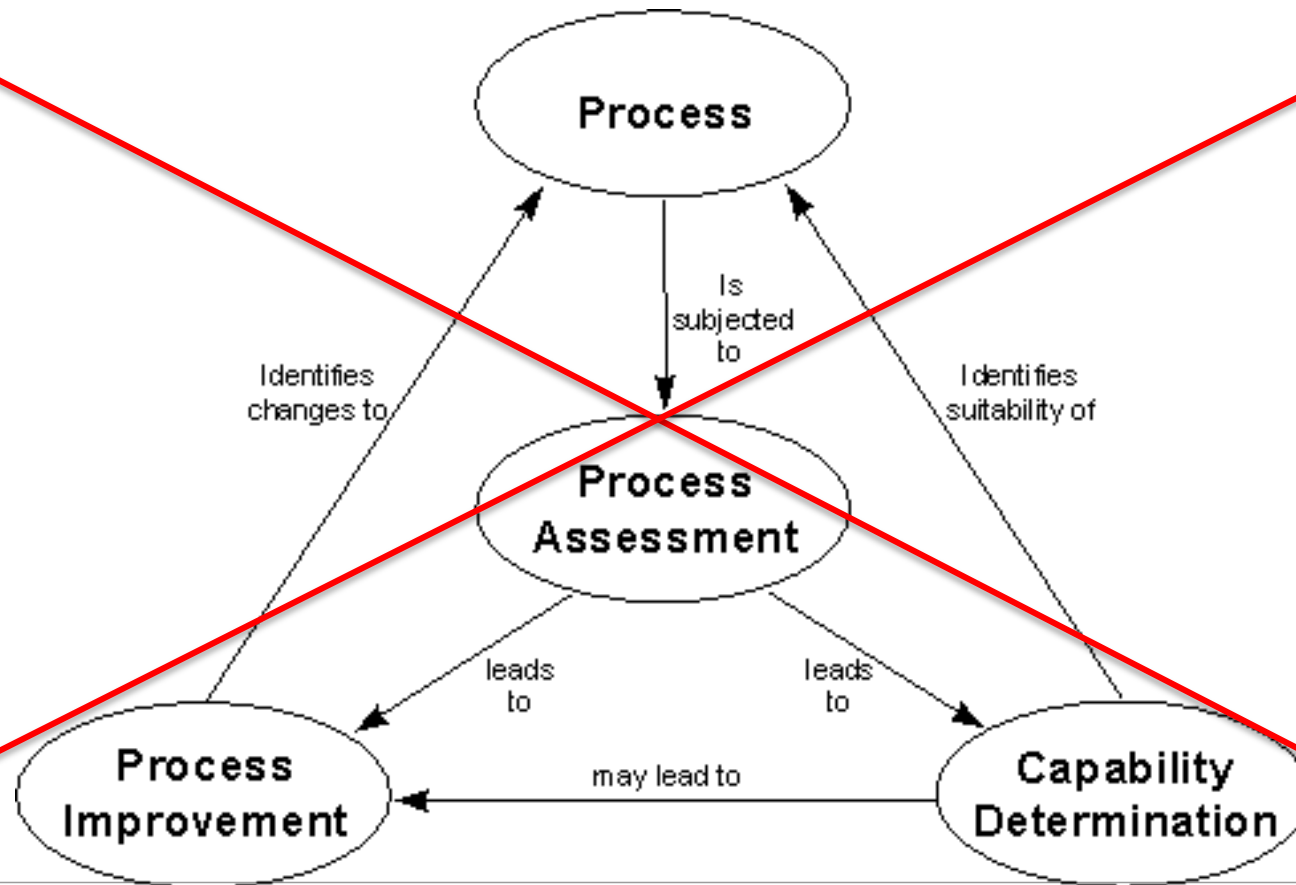 Process
Is
subjected
to
Identifies
changes to
Identifies
suitability of
Process
Assessment
leads
to
leads
to
Process
Improvement
may lead to
Capability
Determination